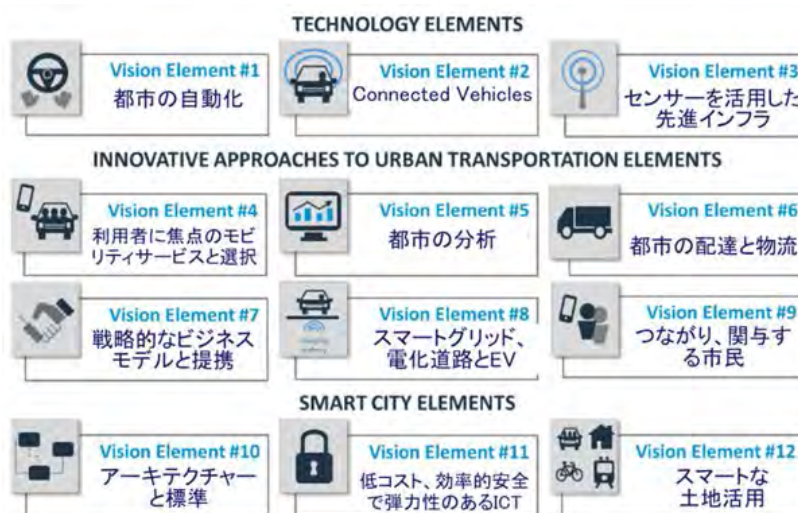 TECHNOLOGY ELEMENTS
Vision Element #1
都市の自動化
Vision Element #2
Connected Vehicles
Vision Element #3
センサーを活用した
先進インフラ
INNOVATIVE APPROACHES TO URBAN TRANSPORTATION ELEMENTS
Vision Element #4
利用者に焦点のモビ
リティサービスと選択
Vision Element #5
都市の分析
Vision Element #6
都市の配達と物流
Vision Element #7
戦略的なビジネス
モデルと提携
Vision Element #8
スマートグリッド、
電化道路とEV
Vision Element #9
つながり、関与す
る市民
SMART CITY ELEMENTS
Vision Element #10
アーキテクチャー
と標準
Vision Element #11
低コスト、効率的安全
で弾力性のあるICT
Vision Element #12
スマートな
土地活用